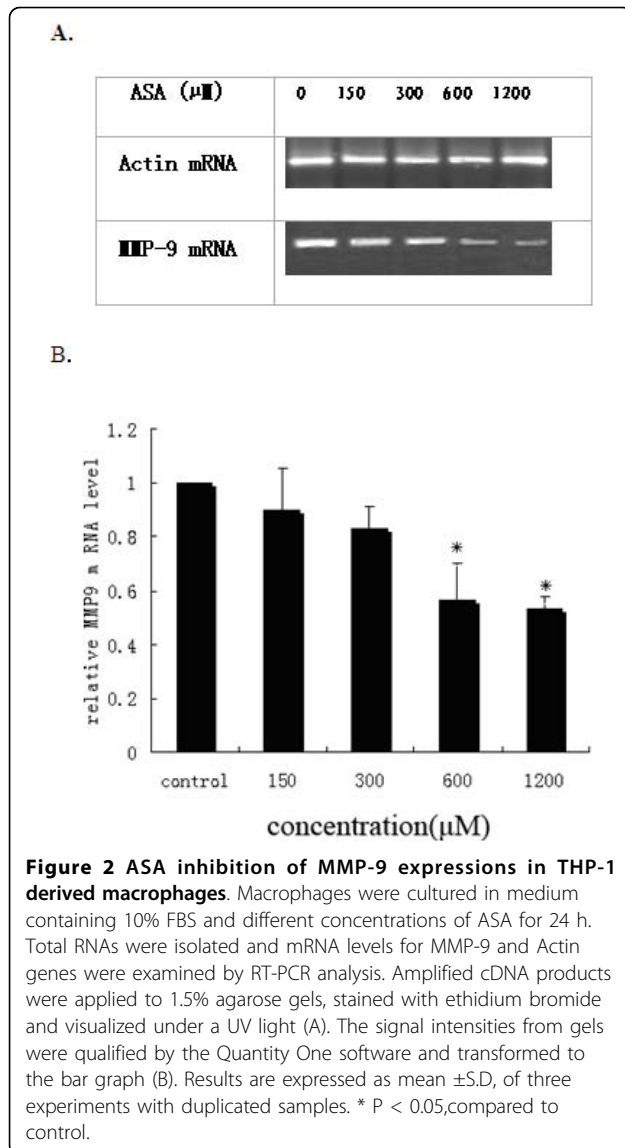 A.
ASA (μM) 0 150 300 600 1200
Actin mRNA
MMP-9 mRNA
B.
relative MMP9 m RNA level
1.2
1
0.8
0.6
0.4
0.2
0
*
*
control 150 300 600 1200
concentration(μM)
Figure 2 ASA inhibition of MMP-9 expressions in THP-1
derived macrophages. Macrophages were cultured in medium
containing 10% FBS and different concentrations of ASA for 24 h.
Total RNAs were isolated and mRNA levels for MMP-9 and Actin
genes were examined by RT-PCR analysis. Amplified cDNA products
were applied to 1.5% agarose gels, stained with ethidium bromide
and visualized under a UV light (A). The signal intensities from gels
were qualified by the Quantity One software and transformed to
the bar graph (B). Results are expressed as mean ±S.D, of three
experiments with duplicated samples. * P < 0.05,compared to
control.